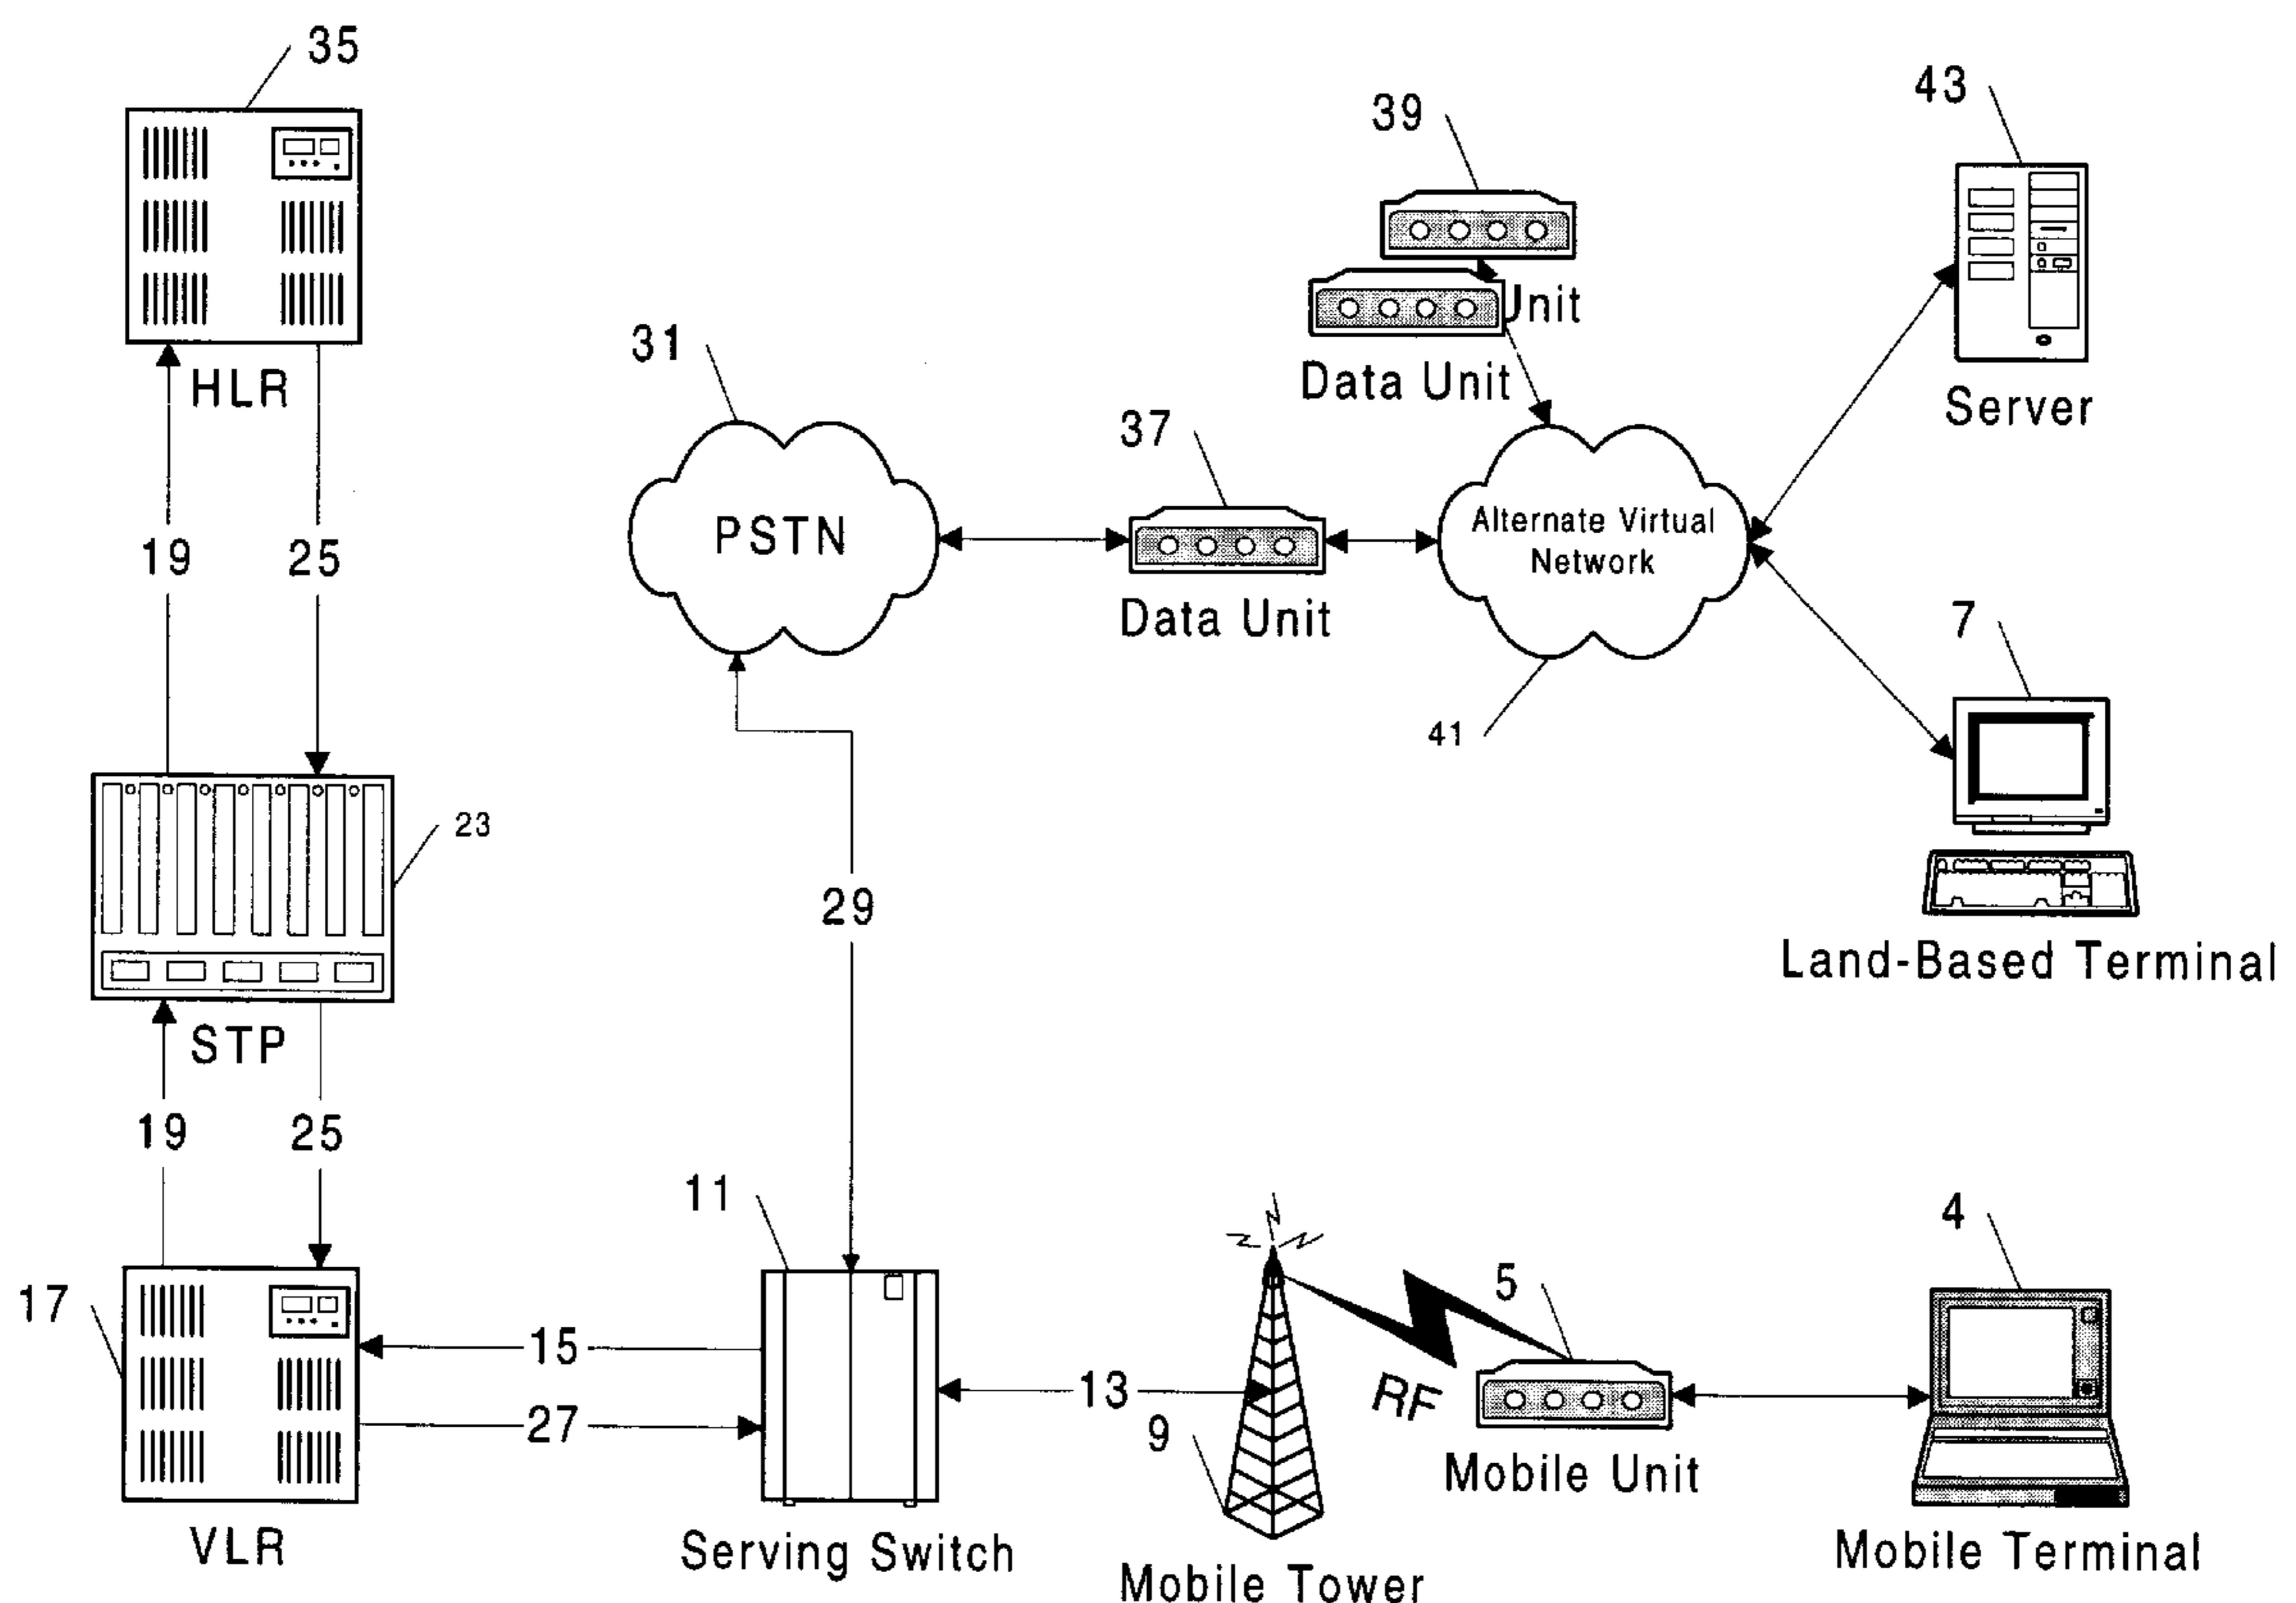 35
39
43
31
Unit
HLR
Data Unit
Server
37
19
25
PSTN
Alternate Virtual
Network
Data Unit
7
41
23
29
Land-Based Terminal
STP
19
25
11
4
17
5
15
13
RF
27
9
Mobile Unit
VLR
Serving Switch
Mobile Tower
Mobile Terminal